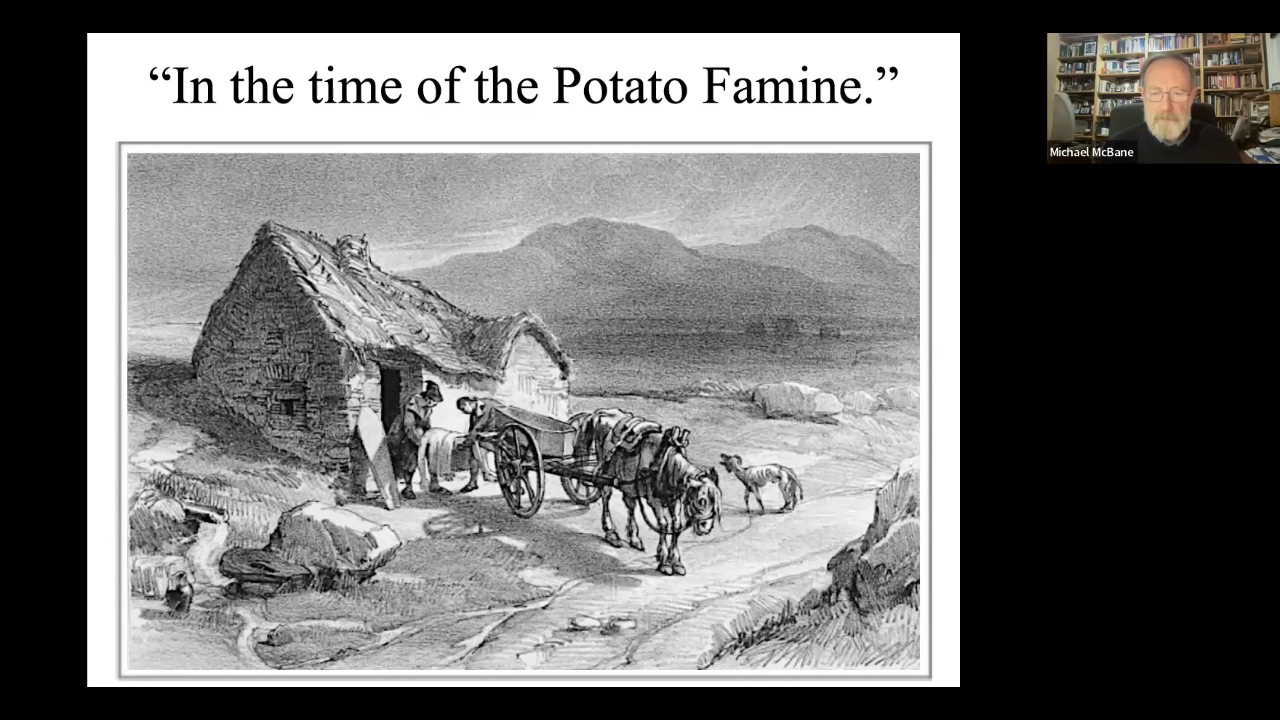 “In the time of the Potato Famine.”
Michael McBane